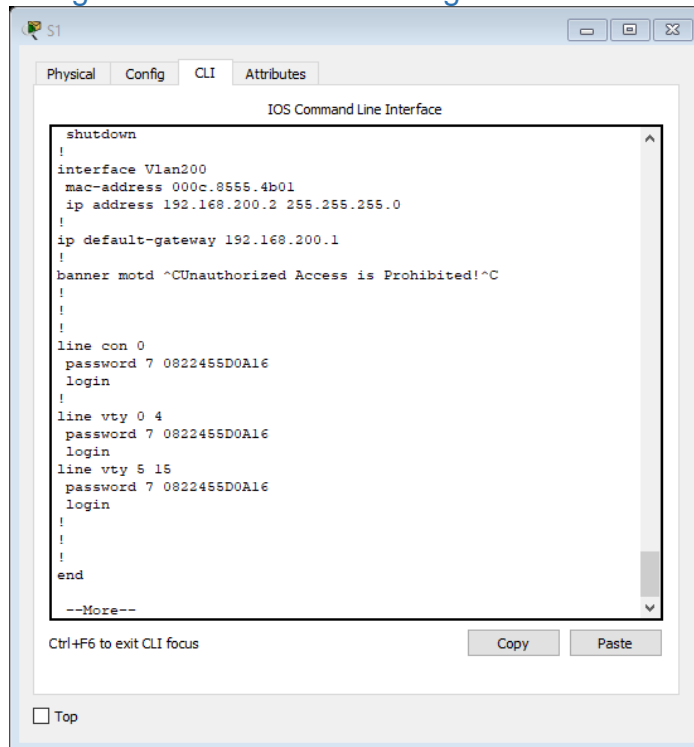 S1
Physical Config CLI Attributes
IOS Command Line Interface
shutdown
!
interface Vlan200
mac-address 000c.8555.4b01
ip address 192.168.200.2 255.255.255.0
!
ip default-gateway 192.168.200.1
!
banner motd ^CUnauthorized Access is Prohibited!^C
!
!
!
line con 0
password 7 0822455D0A16
login
!
line vty 0 4
password 7 0822455D0A16
login
line vty 5 15
password 7 0822455D0A16
login
!
!
!
end
--More--
Ctrl+F6 to exit CLI focus
Copy Paste
Top